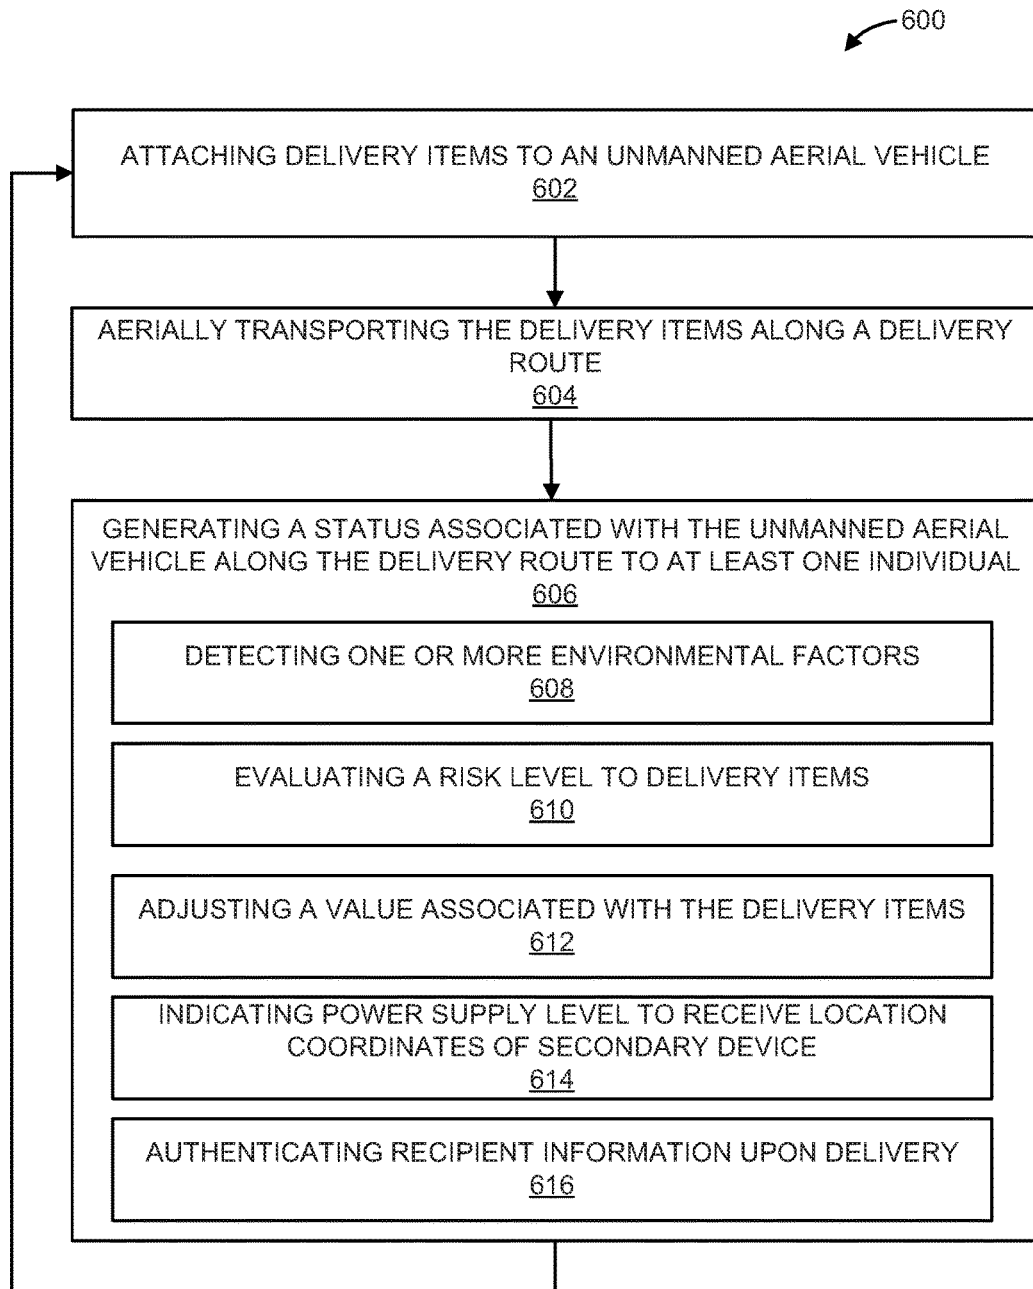 600
ATTACHING DELIVERY ITEMS TO AN UNMANNED AERIAL VEHICLE
602
AERIALLY TRANSPORTING THE DELIVERY ITEMS ALONG A DELIVERY
ROUTE
604
GENERATING A STATUS ASSOCIATED WITH THE UNMANNED AERIAL
VEHICLE ALONG THE DELIVERY ROUTE TO AT LEAST ONE INDIVIDUAL
606
DETECTING ONE OR MORE ENVIRONMENTAL FACTORS
608
EVALUATING A RISK LEVEL TO DELIVERY ITEMS
610
ADJUSTING A VALUE ASSOCIATED WITH THE DELIVERY ITEMS
612
INDICATING POWER SUPPLY LEVEL TO RECEIVE LOCATION
COORDINATES OF SECONDARY DEVICE
614
AUTHENTICATING RECIPIENT INFORMATION UPON DELIVERY
616